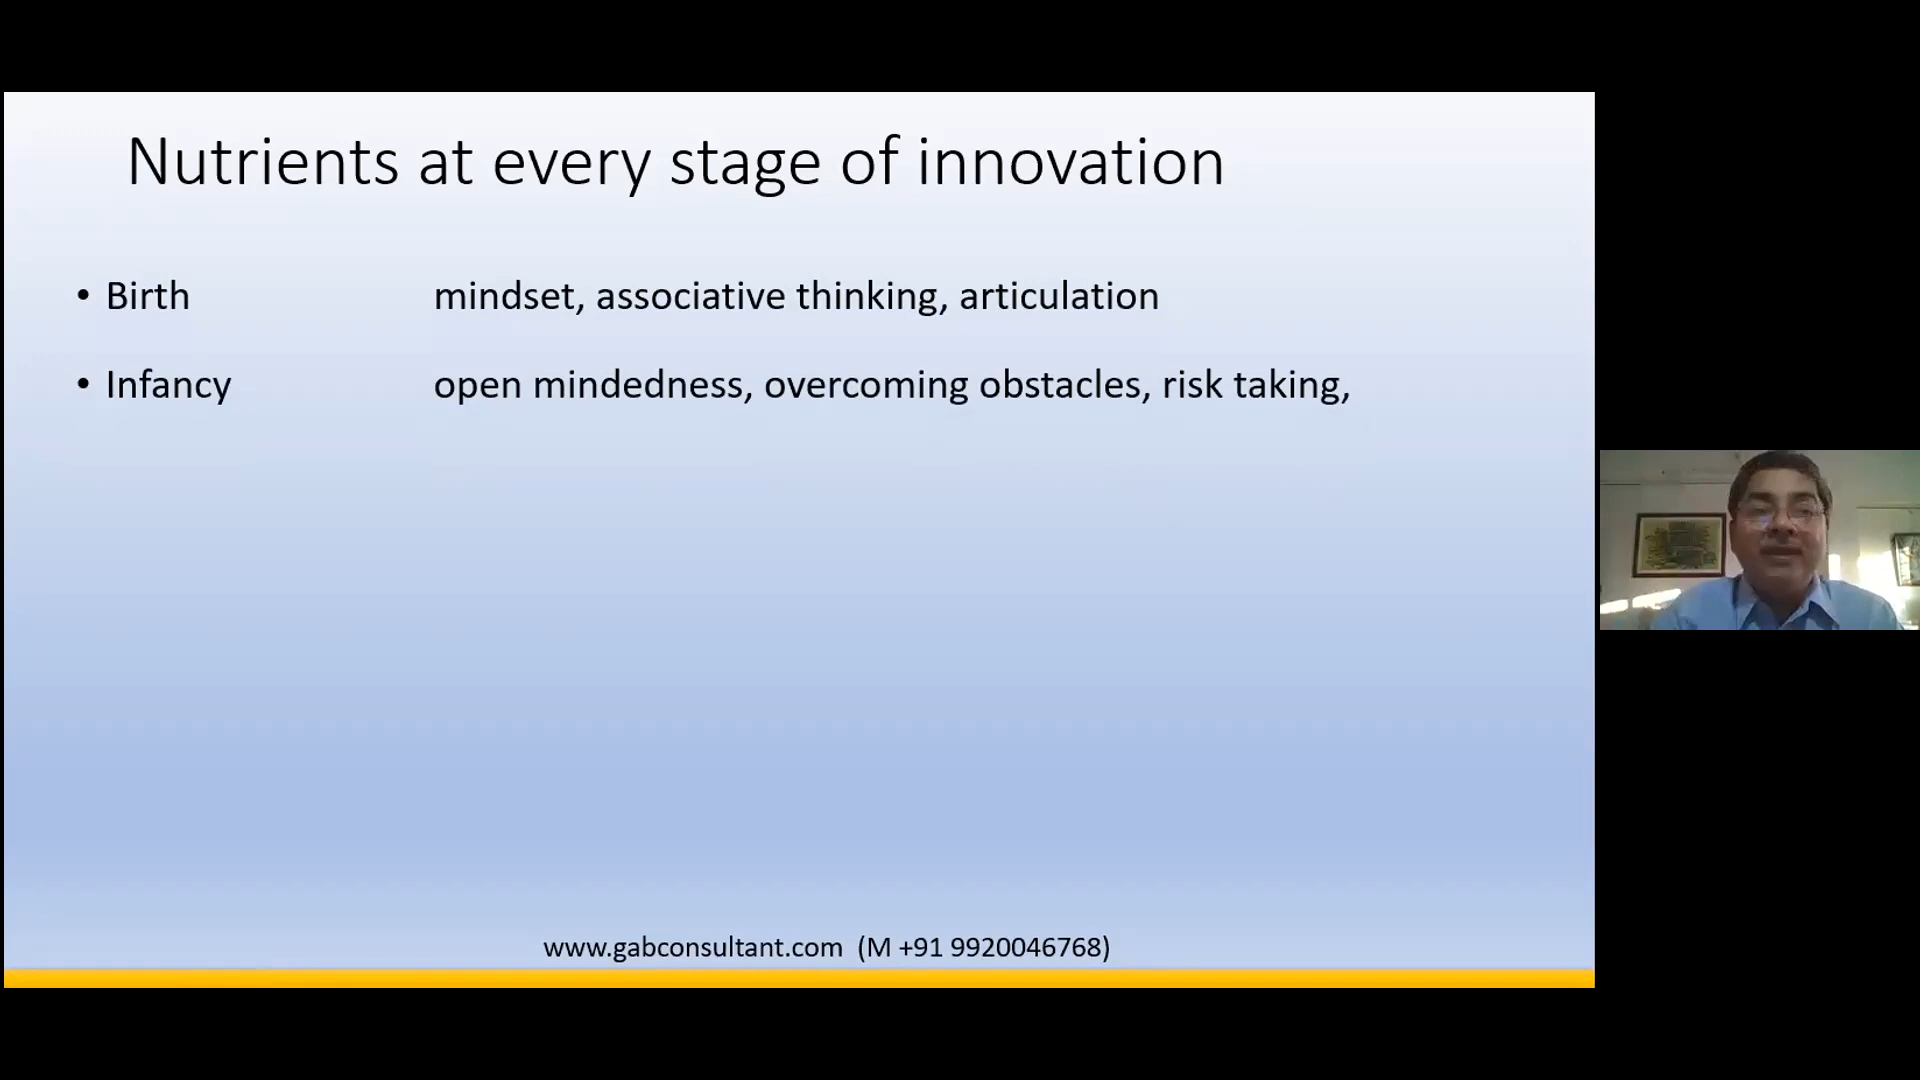 Nutrients at every stage of innovation
• Birth mindset, associative thinking, articulation
• Infancy open mindedness, overcoming obstacles, risk taking,
www.gabconsultant.com (M +91 9920046768)